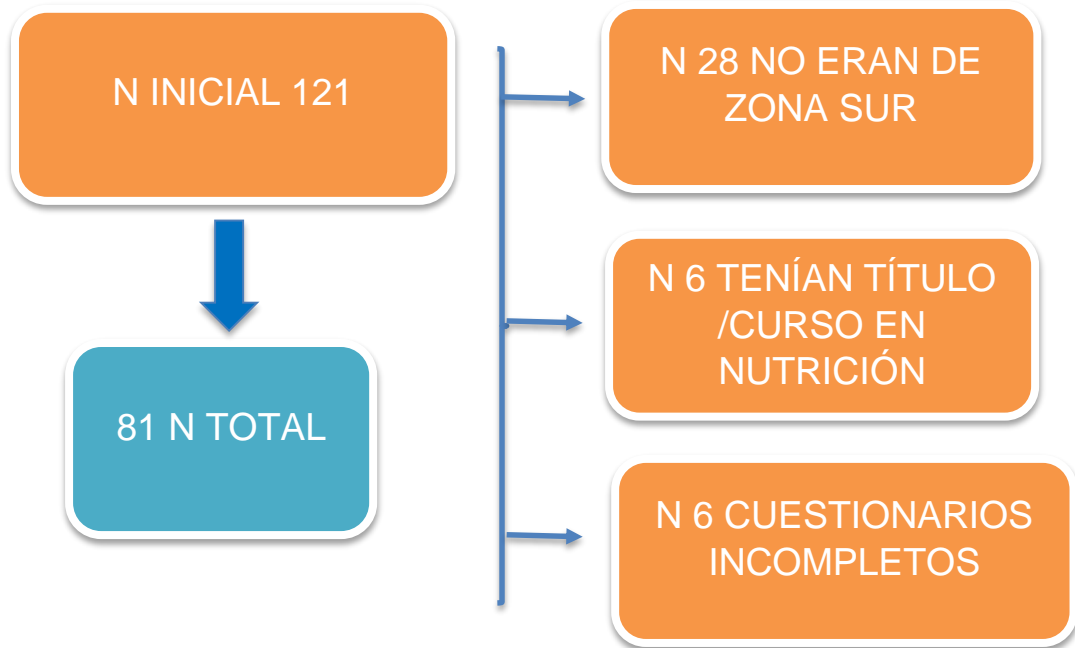 N INICIAL 121
81 N TOTAL
N 28 NO ERAN DE
ZONA SUR
N 6 TENÍAN TÍTULO
/CURSO EN
NUTRICIÓN
N 6 CUESTIONARIOS
INCOMPLETOS